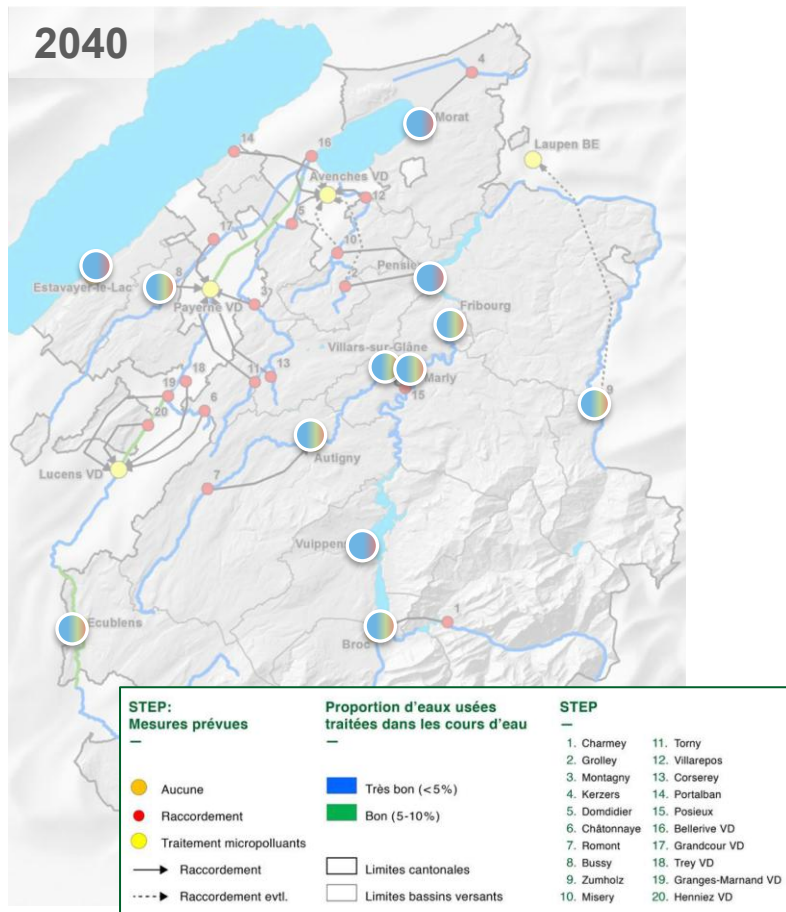 2040
4
Morat
14
16
Laupen BE
Avenches VD
12
5
17
10
Pensier
2
Estavayer-le-Lac
8
Payerne VD
3
Fribourg
Villars-sur-Glâne
13
18
11
Marly
19
15
9
6
20
Autigny
Lucens VD
7
Vuippens
Ecublens
1
Broc
STEP:
Mesures prévues
—
Aucune
Raccordement
Traitement micropolluants
Raccordement
Raccordement evtl.
Proportion d'eaux usées
traitées dans les cours d'eau
—
Très bon (<5%)
Bon (5-10%)
Limites cantonales
Limites bassins versants
STEP
—
1. Charmey
2. Grolley
3. Montagny
4. Kerzers
5. Domdidier
6. Châtonnaye
7. Romont
8. Bussy
9. Zumholz
10. Misery
11. Torny
12. Villarepos
13. Corserey
14. Portalban
15. Posieux
16. Bellerive VD
17. Grandcour VD
18. Trey VD
19. Granges-Marnand VD
20. Henniez VD